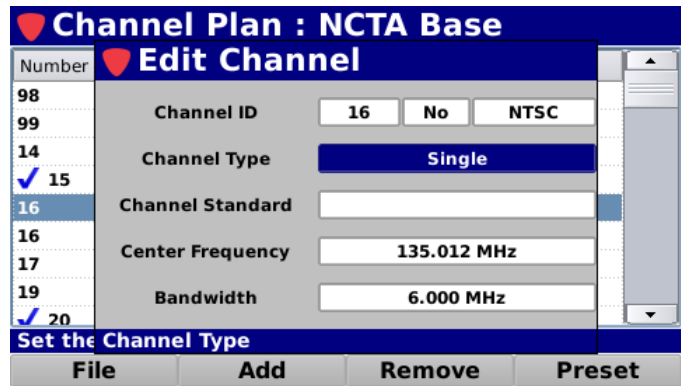 Channel Plan : NCTA Base
Number
Edit Channel
98
99
14
15
16
16
17
19
20
Channel ID 16 No NTSC
Channel Type Single
Channel Standard
Center Frequency 135.012 MHz
Bandwidth 6.000 MHz
Set the Channel Type
File Add Remove Preset